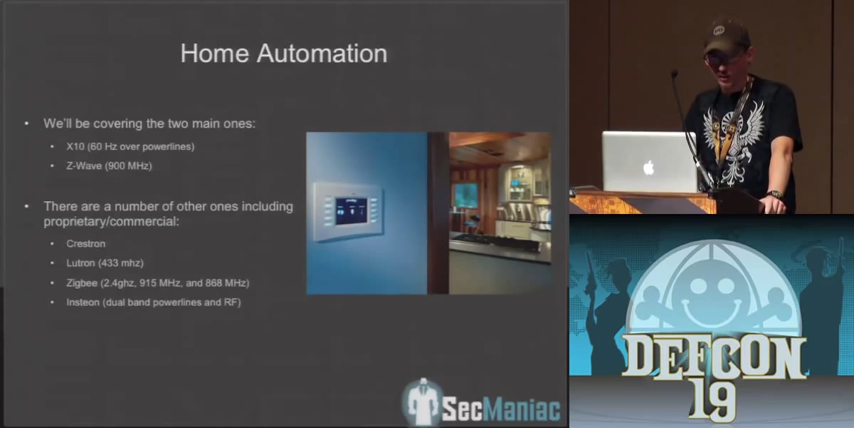 Home Automation
• We'll be covering the two main ones:
• X10 (60 Hz over powerlines)
• Z-Wave (900 MHz)
• There are a number of other ones including
proprietary/commercial:
• Crestron
• Lutron (433 mhz)
• Zigbee (2.4ghz, 915 MHz, and 868 MHz)
• Insteon (dual band powerlines and RF)
SecManiac
DEFCON
19